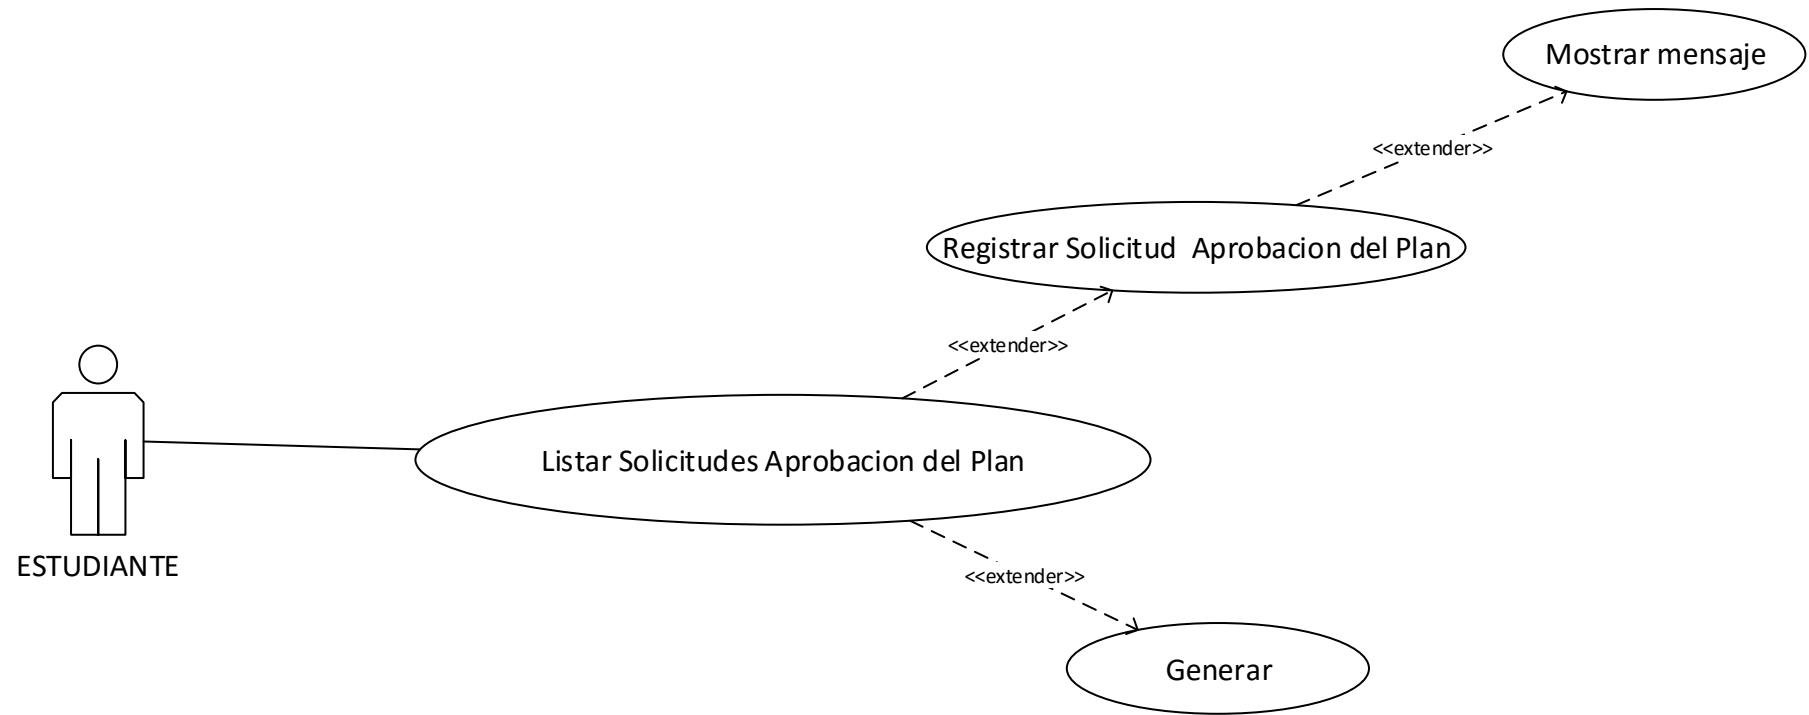 Mostrar mensaje
<<extender>>
Registrar Solicitud  Aprobacion del Plan
<<extender>>
Listar Solicitudes Aprobacion del Plan
ESTUDIANTE
<<extender>>
Generar